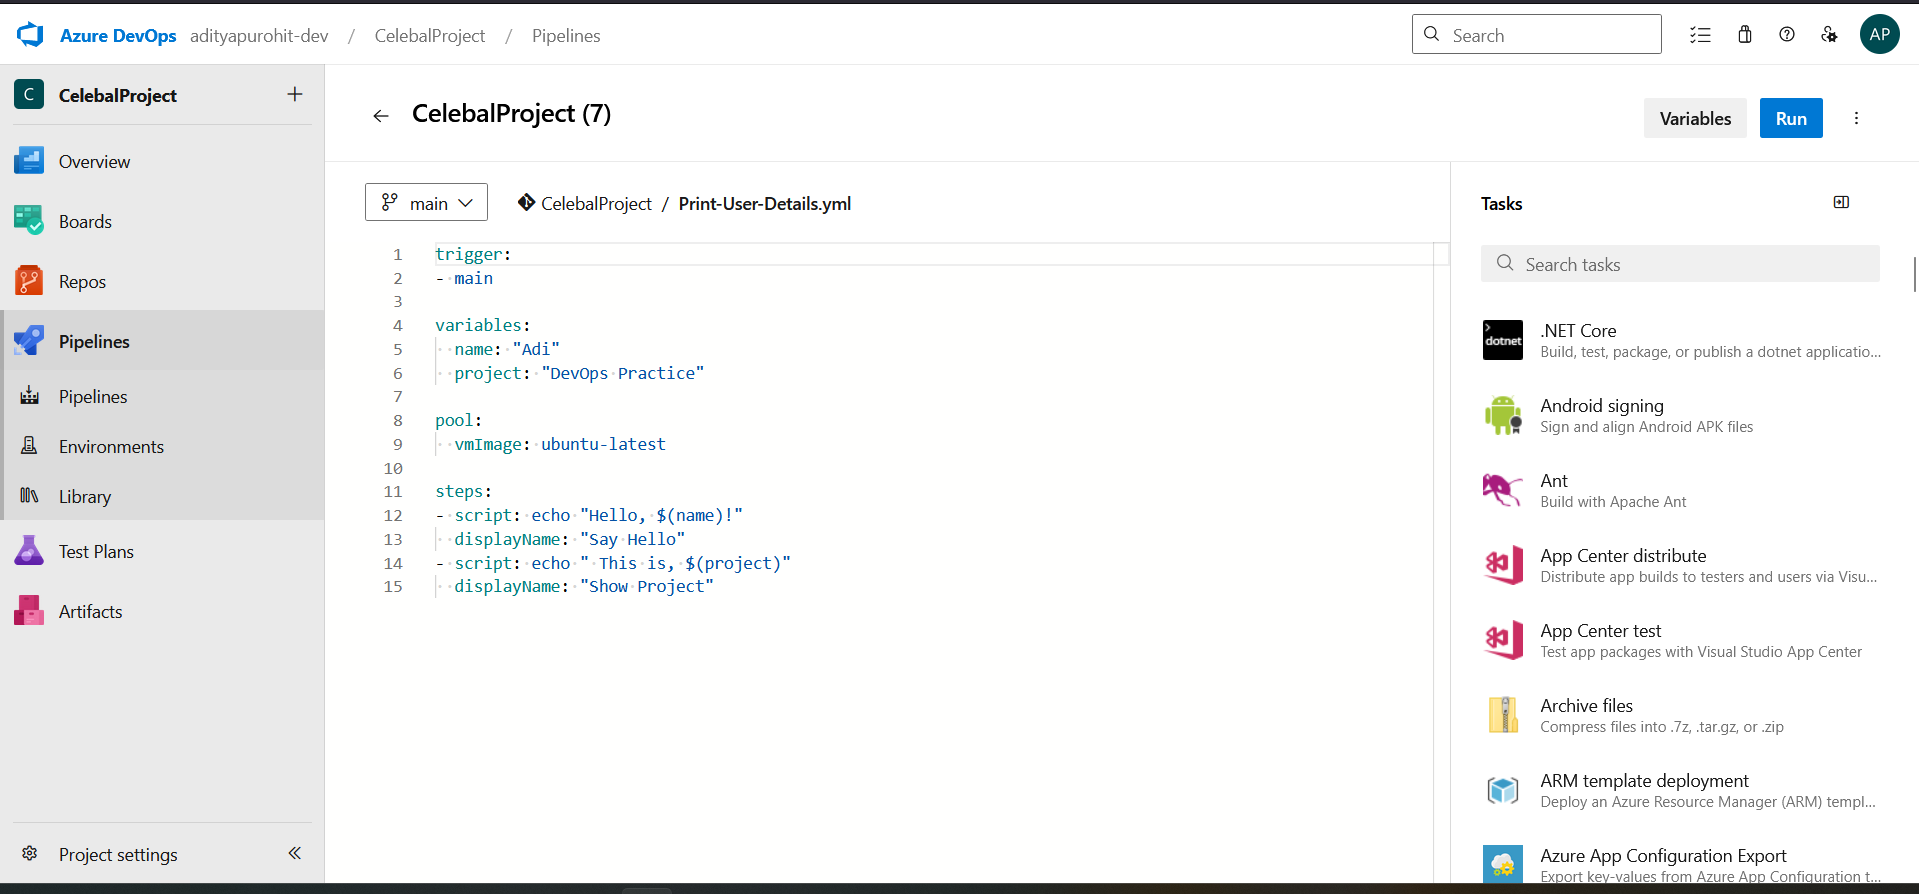 Azure DevOps adityapurohit-dev / CelebalProject / Pipelines
Search
AP
C CelebalProject
Overview
Boards
Repos
Pipelines
Pipelines
Environments
Library
Test Plans
Artifacts
Project settings
CelebalProject (7)
Variables
Run
main
CelebalProject / Print-User-Details.yml
1 trigger:
2 - main
3
4 variables:
5   name: "Adi"
6   project: "DevOps Practice"
7
8 pool:
9   vmImage: ubuntu-latest
10
11 steps:
12 - script: echo "Hello, $(name)!"
13   displayName: "Say Hello"
14 - script: echo " This is, $(project)"
15   displayName: "Show Project"
Tasks
Search tasks
dotnet
.NET Core
Build, test, package, or publish a dotnet applicatio...
Android signing
Sign and align Android APK files
Ant
Build with Apache Ant
App Center distribute
Distribute app builds to testers and users via Visu...
App Center test
Test app packages with Visual Studio App Center
Archive files
Compress files into .7z, .tar.gz, or .zip
ARM template deployment
Deploy an Azure Resource Manager (ARM) templ...
Azure App Configuration Export
Export key-values from Azure App Configuration t...